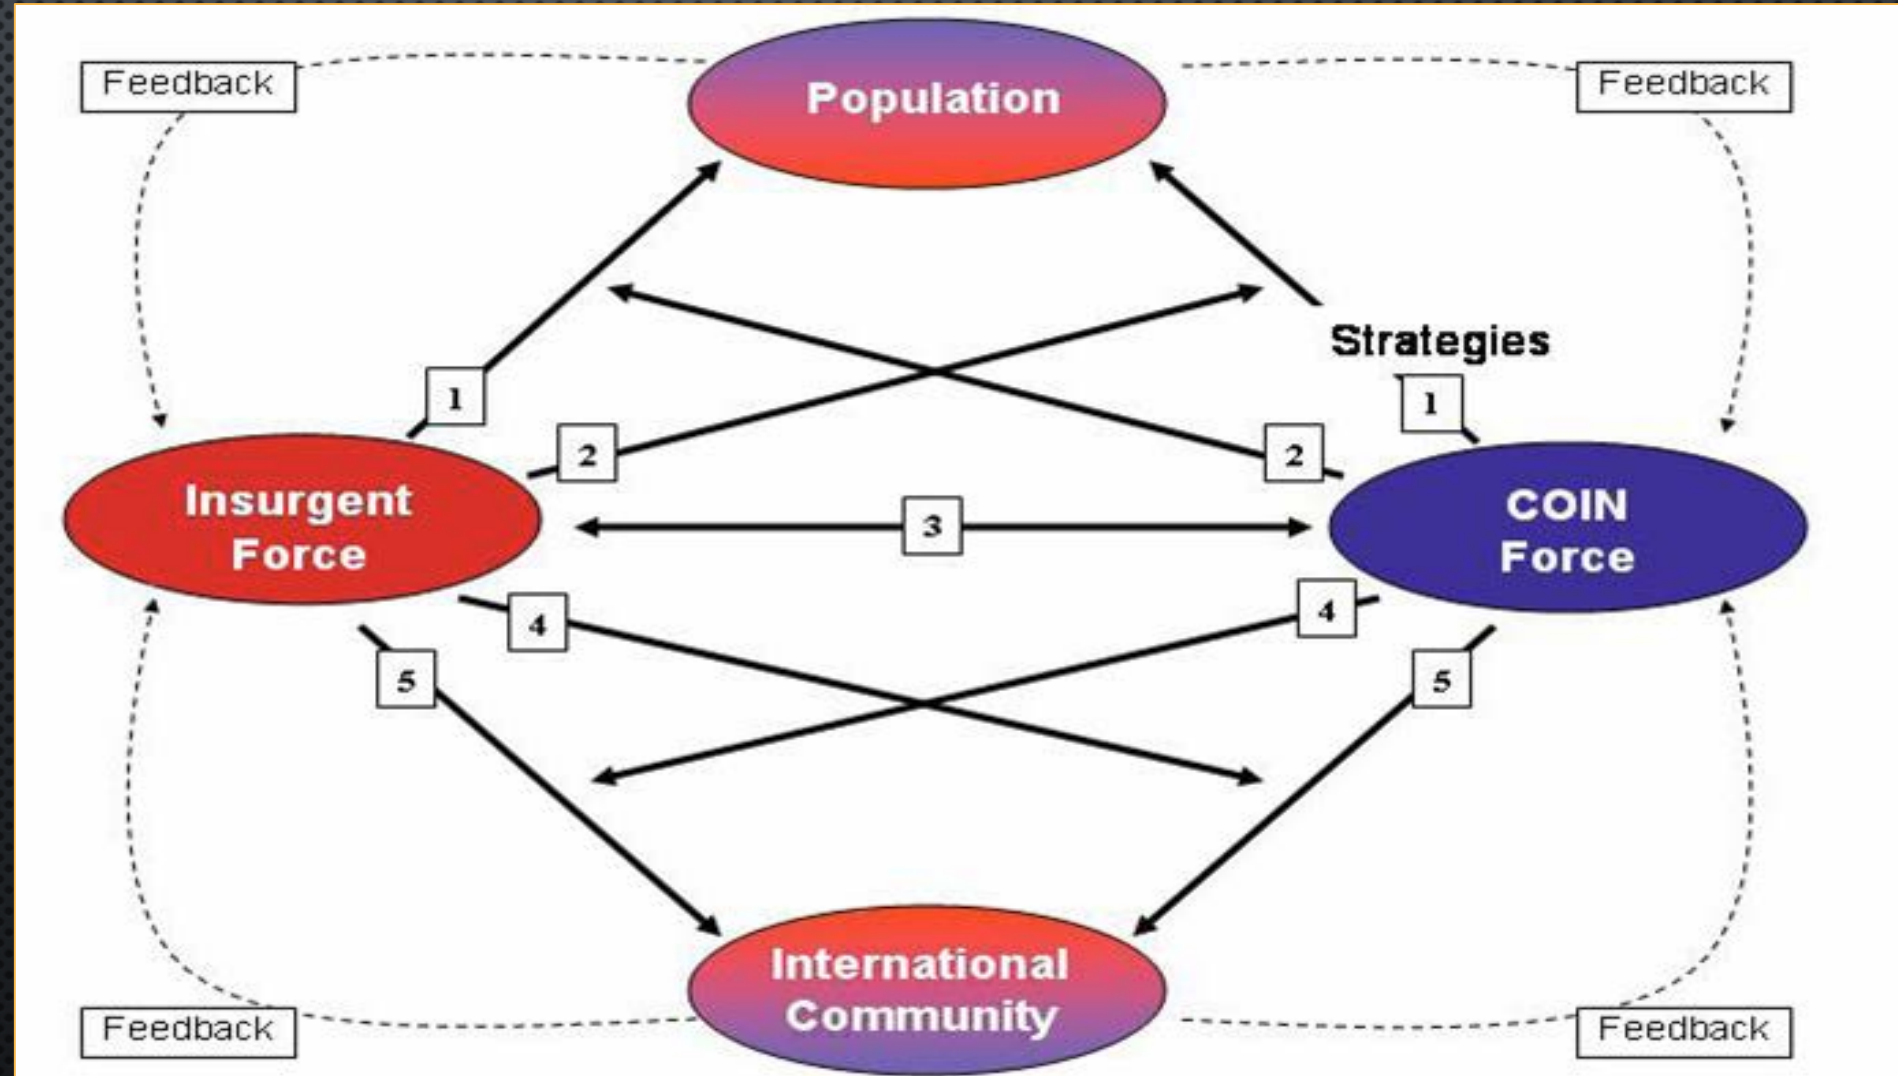 Feedback
Population
Feedback
Strategies
1
1
2
2
Insurgent
Force
3
COIN
Force
4
4
5
5
International
Community
Feedback
Feedback